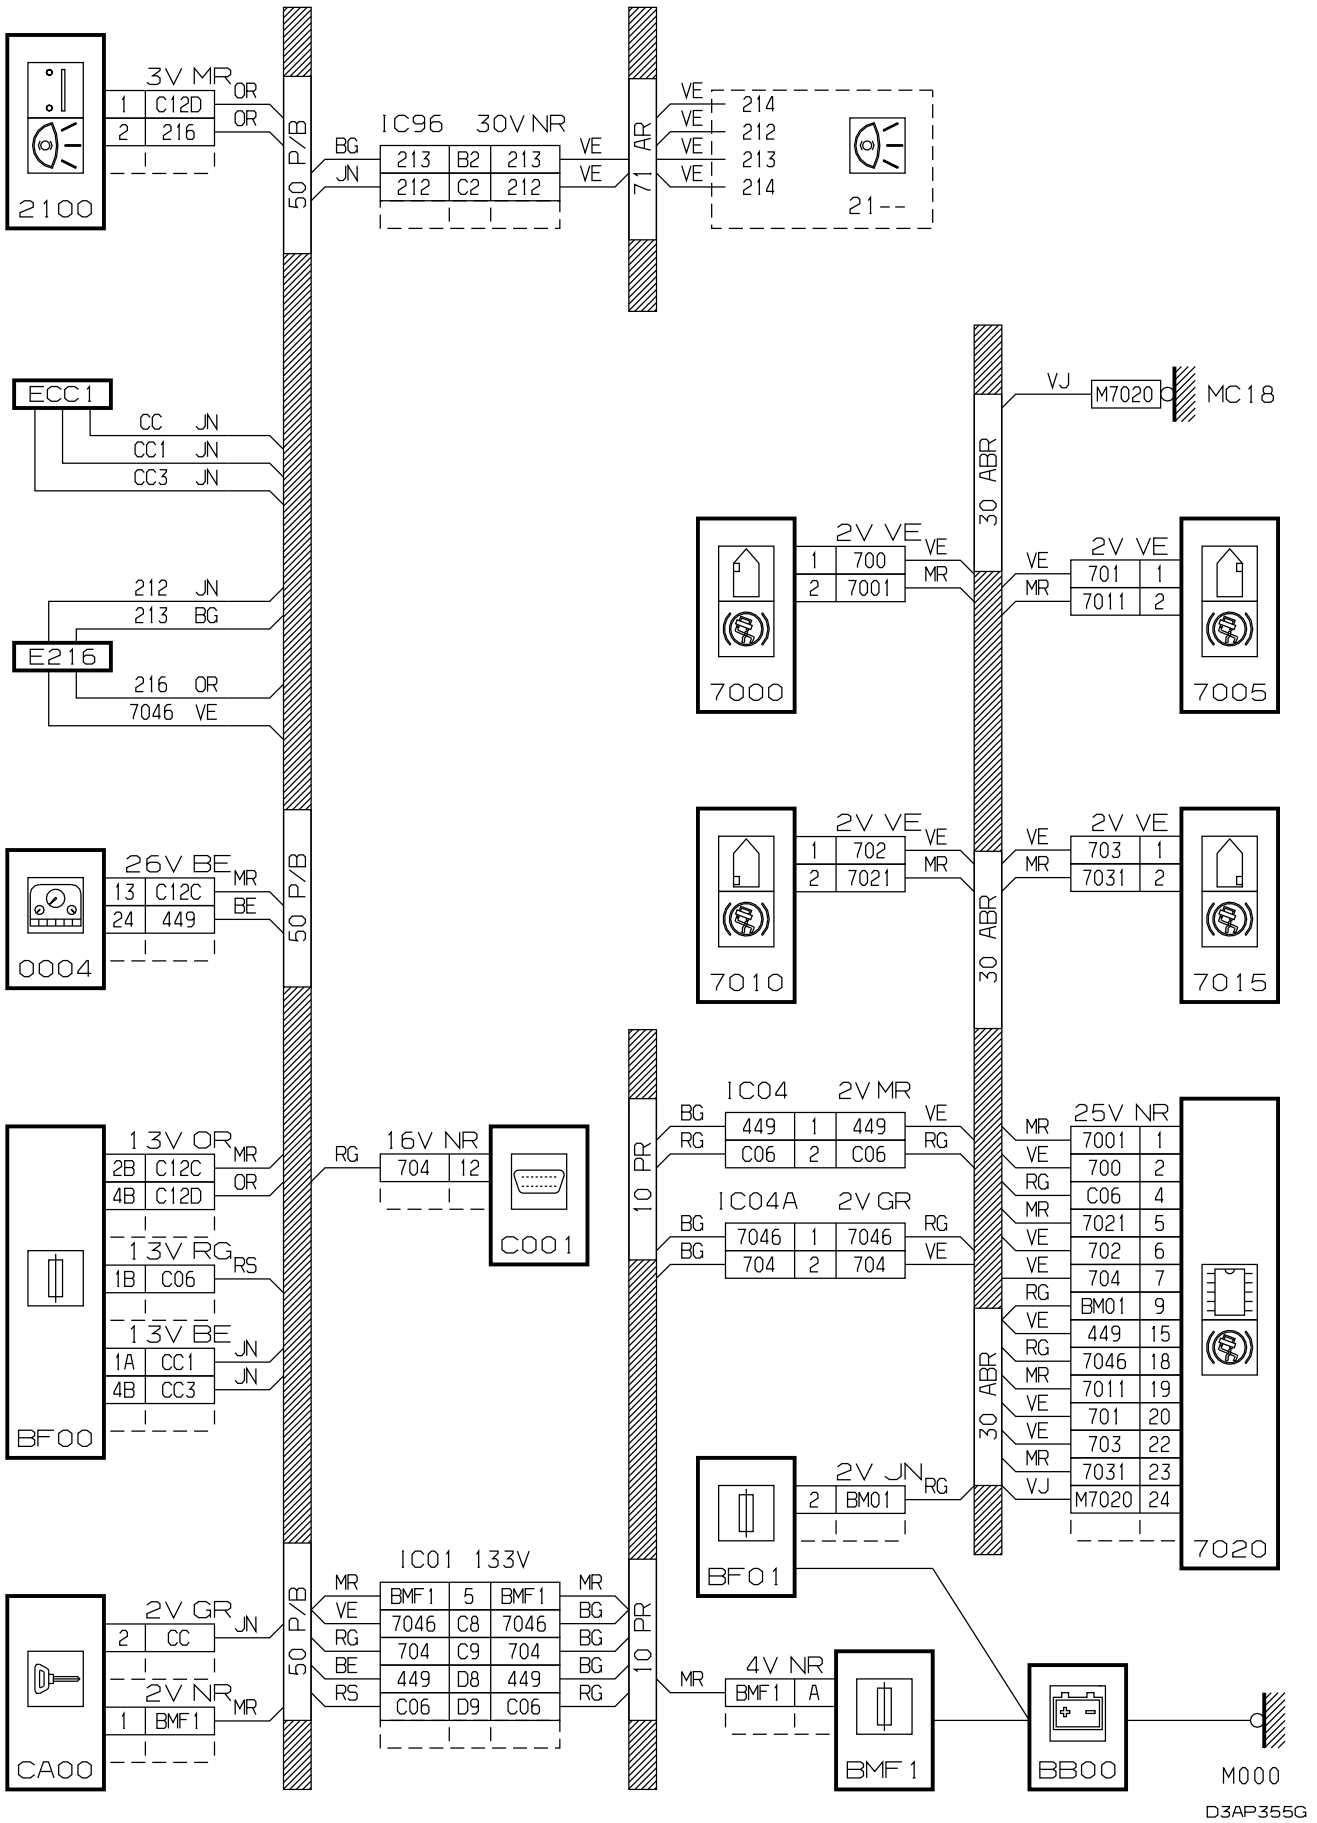 3V MR
OR
1 C12D
OR
2 216
2100
50 P/B
IC96 30V NR
BG 213 B2 213 VE
JN 212 C2 212 VE
71 AR
VE 214
VE 212
VE 213
VE 214
21--
ECC1
CC JN
CC1 JN
CC3 JN
30 ABR
VJ M7020 MC18
212 JN
213 BG
E216
216 OR
7046 VE
2V VE
1 700 VE
2 7001 MR
7000
2V VE
VE 701 1
MR 7011 2
7005
26V BE
13 C12C MR
24 449 BE
0004
50 P/B
2V VE
1 702 VE
2 7021 MR
7010
30 ABR
2V VE
VE 703 1
MR 7031 2
7015
13V OR
2B C12C MR
4B C12D OR
13V RG
1B C06 RS
13V BE
1A CC1 JN
4B CC3 JN
BF00
16V NR
RG 704 12
C001
10 PR
IC04 2V MR
BG 449 1 449 VE
RG C06 2 C06 RG
IC04A 2V GR
BG 7046 1 7046 RG
BG 704 2 704 VE
25V NR
MR 7001 1
VE 700 2
RG C06 4
MR 7021 5
VE 702 6
VE 704 7
RG BM01 9
VE 449 15
RG 7046 18
MR 7011 19
VE 701 20
VE 703 22
MR 7031 23
VJ M7020 24
7020
30 ABR
2V JN
2 BM01 RG
BF01
2V GR
2 CC JN
2V NR
1 BMF1 MR
CA00
50 P/B
IC01 133V
MR BMF1 5 BMF1 MR
VE 7046 C8 7046 BG
RG 704 C9 704 BG
BE 449 D8 449 BG
RS C06 D9 C06 RG
10 PR
4V NR
MR BMF1 A
BMF1
+ -
BB00
M000
D3AP355G